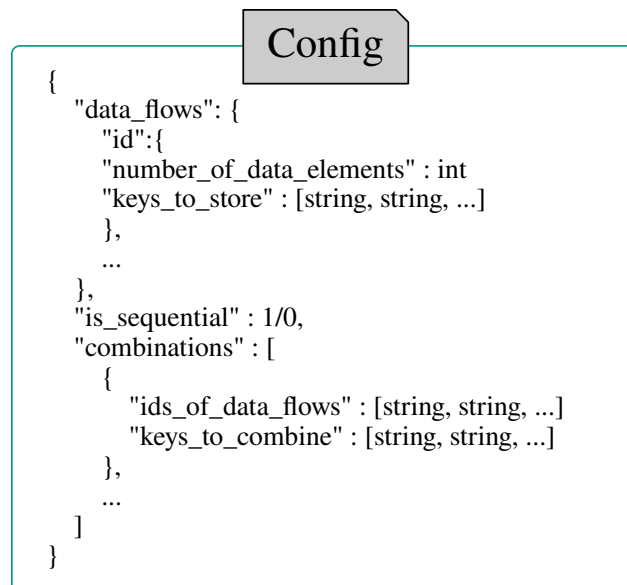 Config
{
"data_flows": {
"id":{
"number_of_data_elements" : int
"keys_to_store" : [string, string, ...]
},
...
},
"is_sequential" : 1/0,
"combinations" : [
{
"ids_of_data_flows" : [string, string, ...]
"keys_to_combine" : [string, string, ...]
},
...
]
}